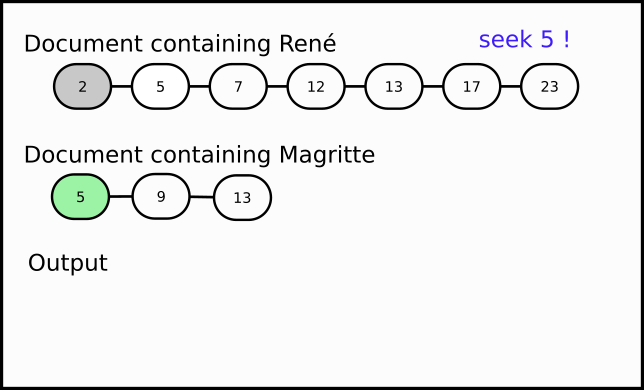 Document containing René
seek 5 !
2 5 7 12 13 17 23
Document containing Magritte
5 9 13
Output